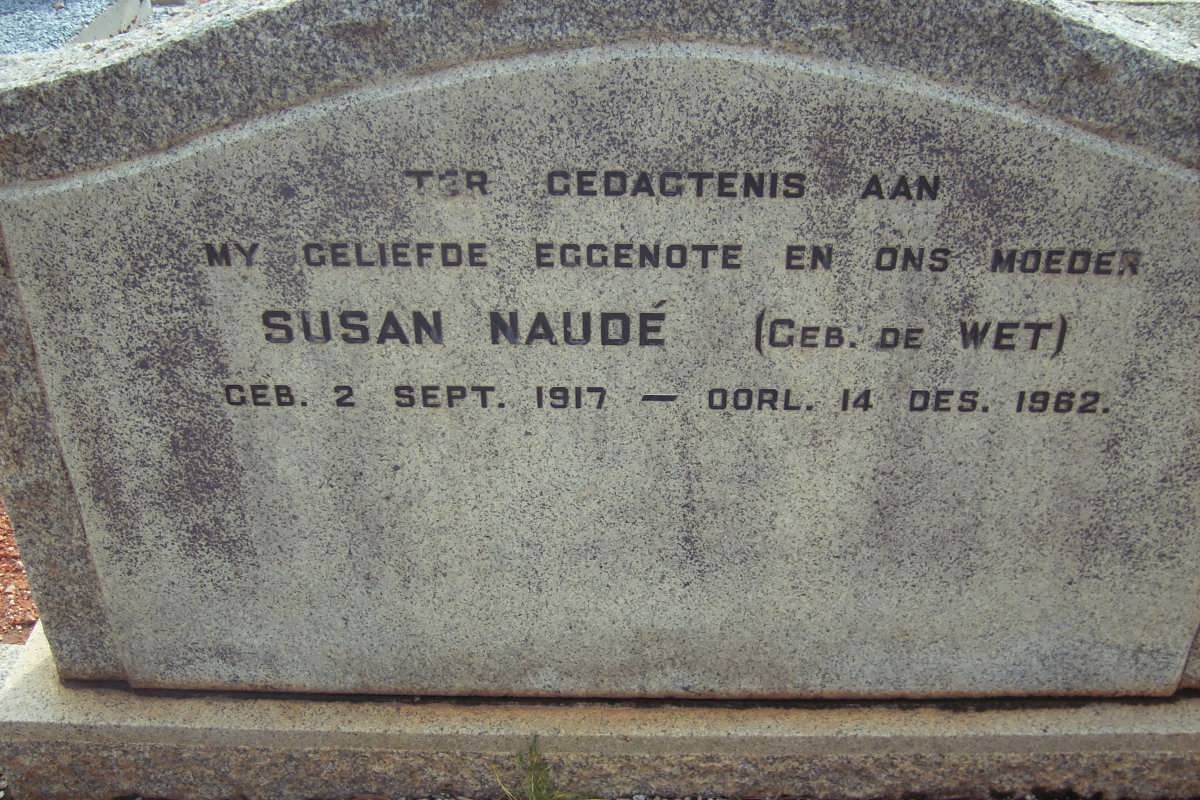 TER GEDAGTENIS AAN
MY GELIEFDE EGGENOTE EN ONS MOEDER
SUSAN NAUDÉ (GEB. DE WET)
GEB. 2 SEPT. 1917 — OORL. 14 DES. 1962.